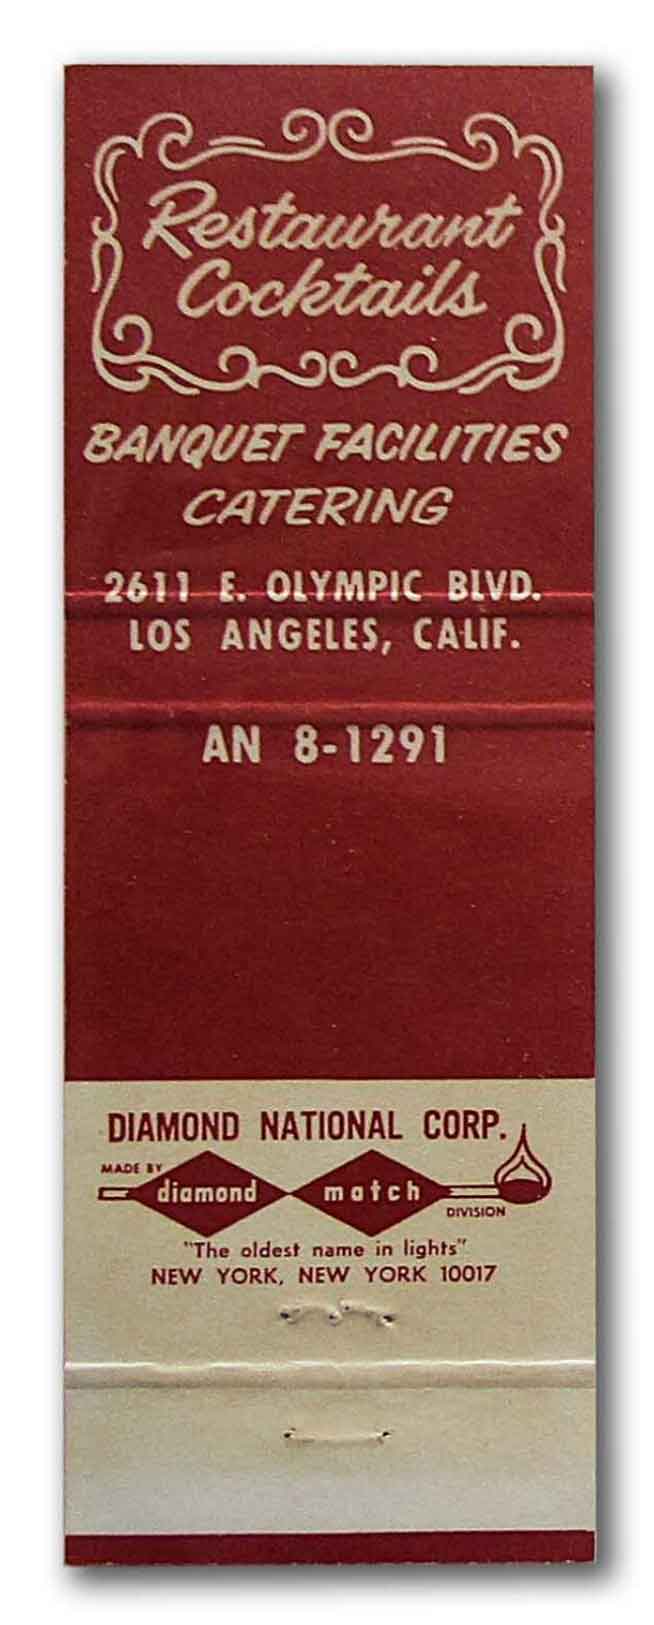 Restaurant
Cocktails
BANQUET FACILITIES
CATERING
2611 E. OLYMPIC BLVD.
LOS ANGELES, CALIF.
AN 8-1291
DIAMOND NATIONAL CORP.
MADE BY
diamond match
DIVISION
"The oldest name in lights"
NEW YORK, NEW YORK 10017